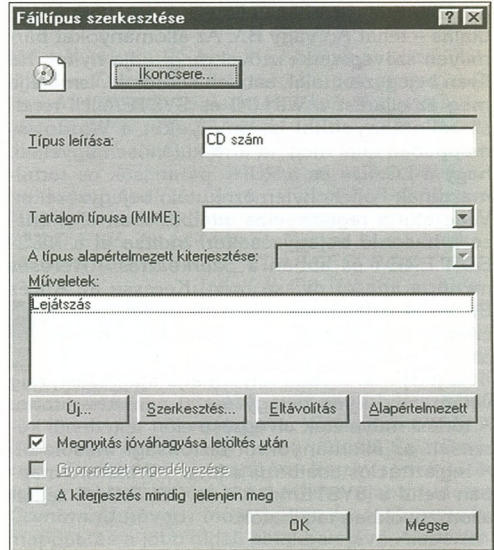 Fájltípus szerkesztése
Ikoncsere...
Típus leírása: CD szám
Tartalom típusa (MIME):
A típus alapértelmezett kiterjesztése:
Műveletek:
Lejátszás
Új... Szerkesztés... Eltávolítás Alapértelmezett
Megnyitás jóváhagyása letöltés után
Gyorsnézet engedélyezése
A kiterjesztés mindig jelenjen meg
OK Mégse